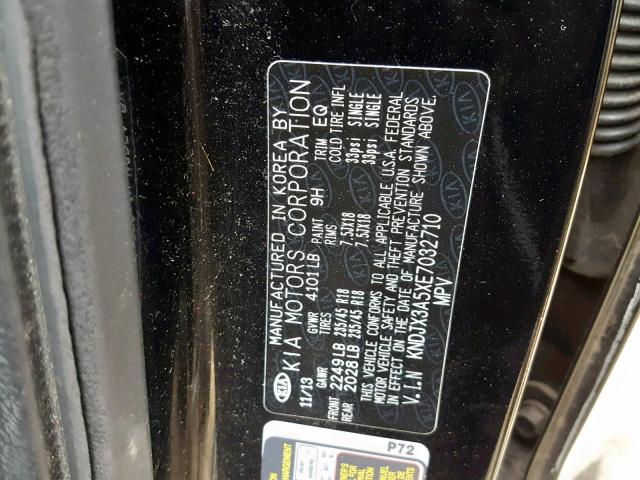 KIA
MANUFACTURED IN KOREA BY
KIA MOTORS CORPORATION
11/13 GVWR 4101 LB PAINT 9H TRIM EQ
GAWR TIRES RIMS COLD TIRE INFL
FRONT 2249 LB 235/45 R18 7.5JX18 33psi SINGLE
REAR 2028 LB 235/45 R18 7.5JX18 33psi SINGLE
THIS VEHICLE CONFORMS TO ALL APPLICABLE U.S.A. FEDERAL
MOTOR VEHICLE SAFETY AND THEFT PREVENTION STANDARDS
IN EFFECT ON THE DATE OF MANUFACTURE SHOWN ABOVE.
V.I.N KNDJX3A5XE7032710
MPV
P72